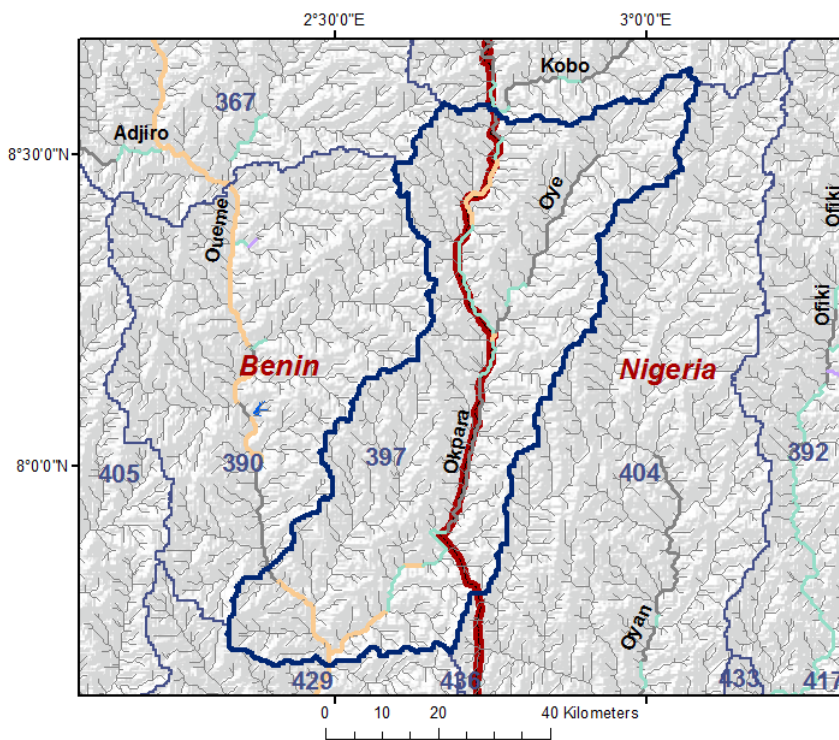 2°30'0"E 3°0'0"E
Kobo
367
Adjiro
8°30'0"N
Oye
Ouemei
Ofiki
Ofiki
Benin
Nigeria
Okpara
397
8°0'0"N
405
390
404
392
Oyan
429
436
433
417
0 10 20 40 Kilometers